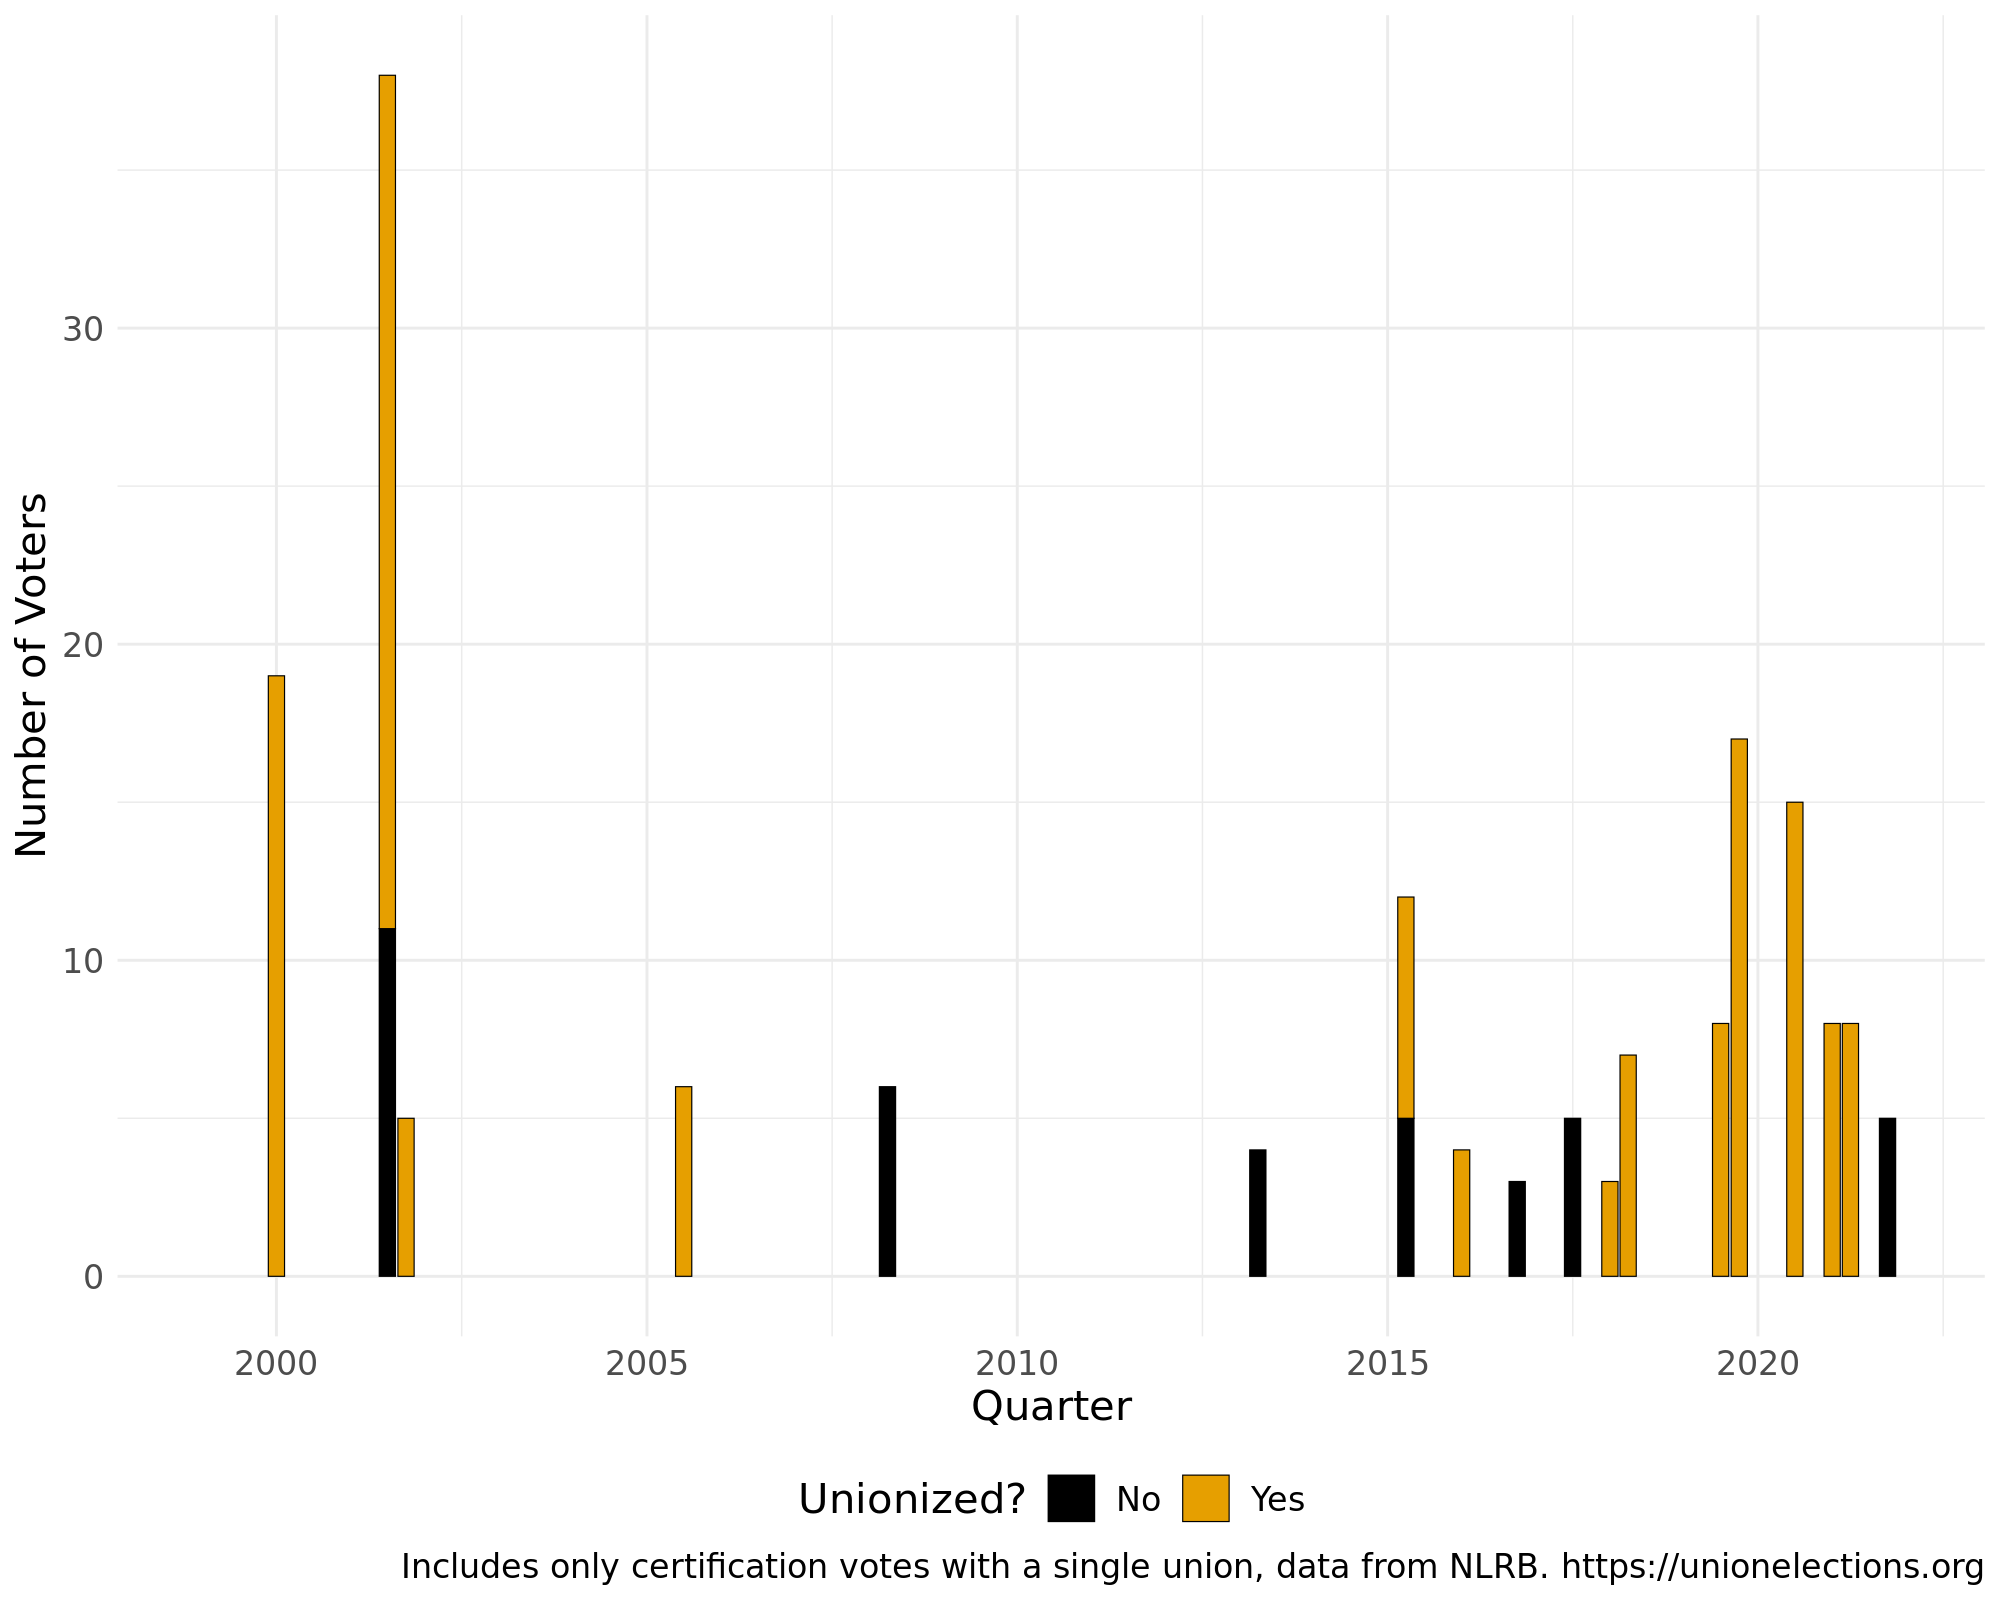 Number of Voters
30
20
10
0
2000 2005 2010 2015 2020
Quarter
Unionized? No Yes
Includes only certification votes with a single union, data from NLRB. https://unionelections.org